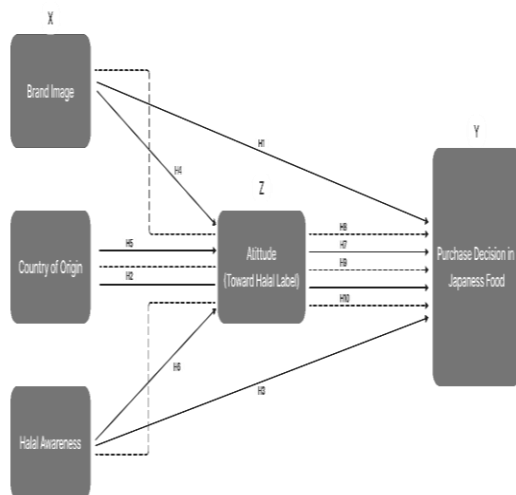 X
Brand Image
H1
Y
H4
Z
H5
H8
H7
Country of Origin
Atittude
(Toward Halal Label)
H9
Purchase Decision in
Japaness Food
H2
H10
H6
H3
Halal Awareness